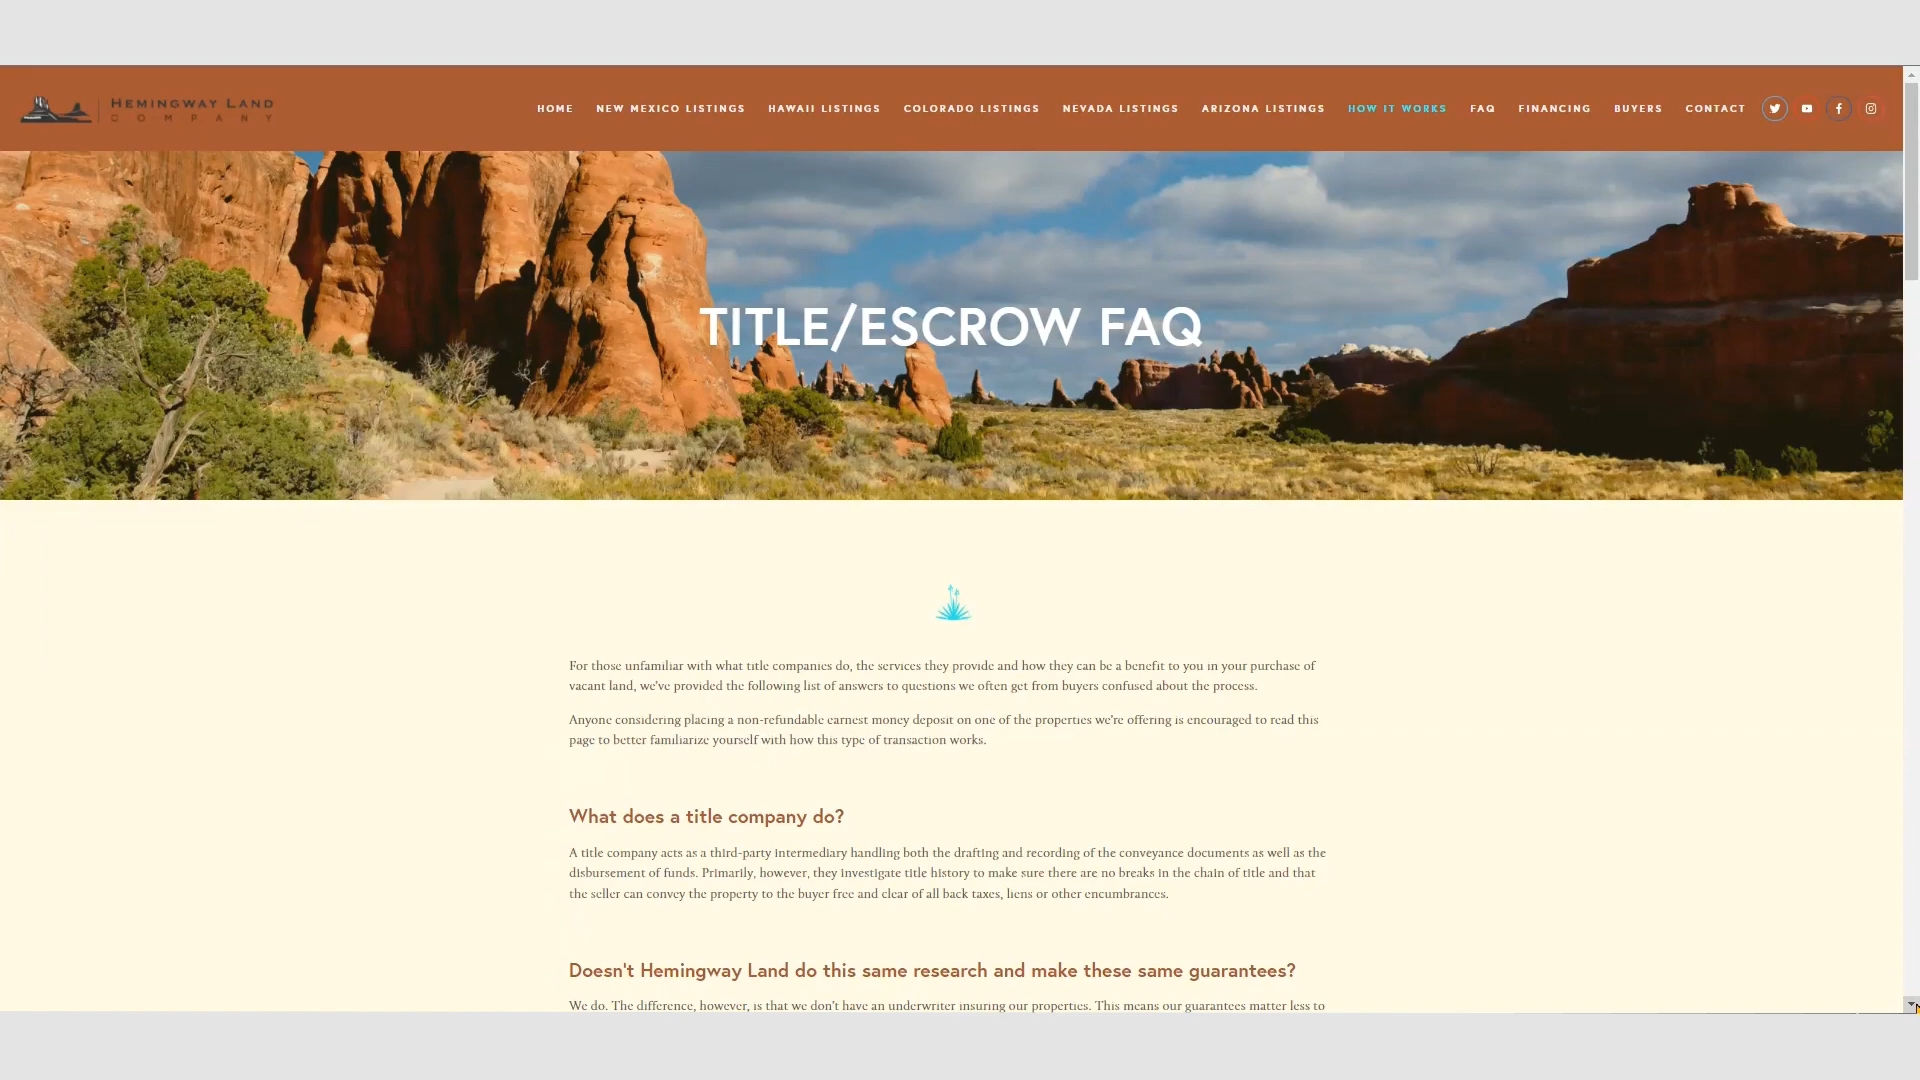 HEMINGWAY LAND
COMPANY
HOME NEW MEXICO LISTINGS HAWAII LISTINGS COLORADO LISTINGS NEVADA LISTINGS ARIZONA LISTINGS HOW IT WORKS FAQ FINANCING BUYERS CONTACT
TITLE/ESCROW FAQ
For those unfamiliar with what title companies do, the services they provide and how they can be a benefit to you in your purchase of
vacant land, we've provided the following list of answers to questions we often get from buyers confused about the process.
Anyone considering placing a non-refundable earnest money deposit on one of the properties we're offering is encouraged to read this
page to better familiarize yourself with how this type of transaction works.
What does a title company do?
A title company acts as a third-party intermediary handling both the drafting and recording of the conveyance documents as well as the
disbursement of funds. Primarily, however, they investigate title history to make sure there are no breaks in the chain of title and that
the seller can convey the property to the buyer free and clear of all back taxes, liens or other encumbrances.
Doesn't Hemingway Land do this same research and make these same guarantees?
We do. The difference, however, is that we don't have an underwriter insuring our properties. This means our guarantees matter less to